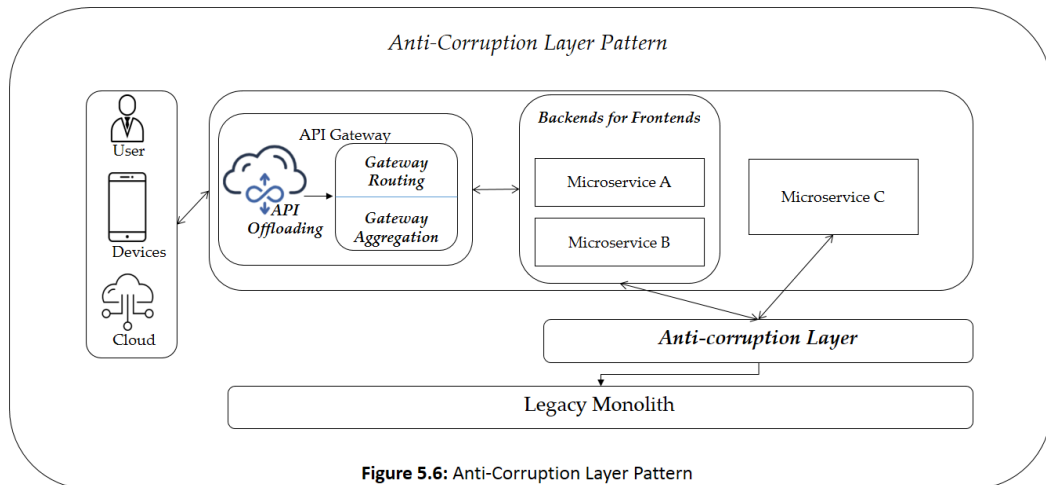 Anti-Corruption Layer Pattern
User
Devices
Cloud
API Gateway
API
Offloading
Gateway
Routing
Gateway
Aggregation
Backends for Frontends
Microservice A
Microservice B
Microservice C
Anti-corruption Layer
Legacy Monolith
Figure 5.6: Anti-Corruption Layer Pattern